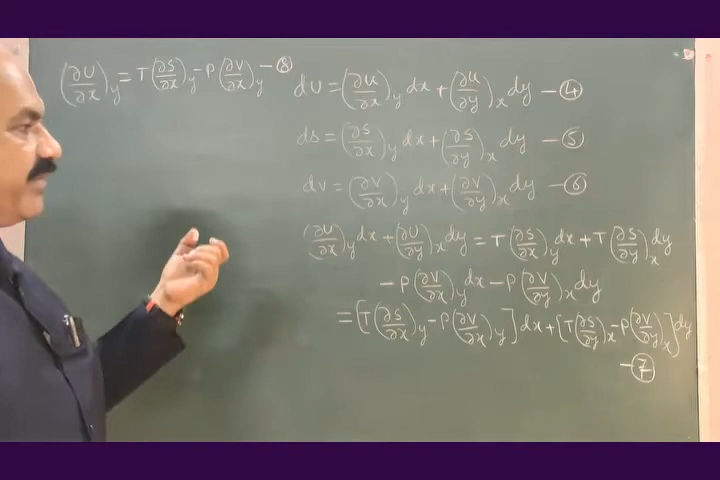 (∂U/∂x)_y = T(∂S/∂x)_y − P(∂V/∂x)_y — ⑧
dU = (∂U/∂x)_y dx + (∂U/∂y)_x dy — ④
ds = (∂S/∂x)_y dx + (∂S/∂y)_x dy — ⑤
dv = (∂V/∂x)_y dx + (∂V/∂y)_x dy — ⑥
(∂U/∂x)_y dx + (∂U/∂y)_x dy = T(∂S/∂x)_y dx + T(∂S/∂y)_x dy
− P(∂V/∂x)_y dx − P(∂V/∂y)_x dy
= [T(∂S/∂x)_y − P(∂V/∂x)_y] dx + [T(∂S/∂y)_x − P(∂V/∂y)_x] dy
— ⑦